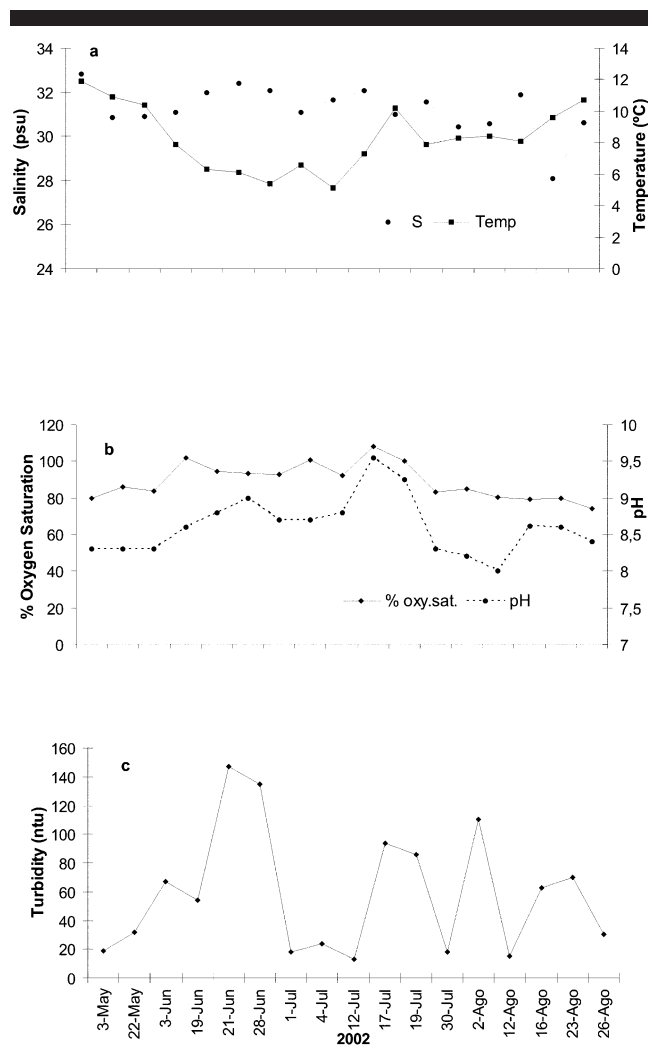 a
34
32
30
28
26
24
Salinity (psu)
14
12
10
8
6
4
2
0
Temperature (ºC)
S Temp
b
120
100
80
60
40
20
0
% Oxygen Saturation
10
9,5
9
8,5
8
7,5
7
pH
% oxy.sat. pH
c
160
140
120
100
80
60
40
20
0
Turbidity (ntu)
3-May
22-May
3-Jun
19-Jun
21-Jun
28-Jun
1-Jul
4-Jul
12-Jul
17-Jul
19-Jul
30-Jul
2-Ago
12-Ago
16-Ago
23-Ago
26-Ago
2002